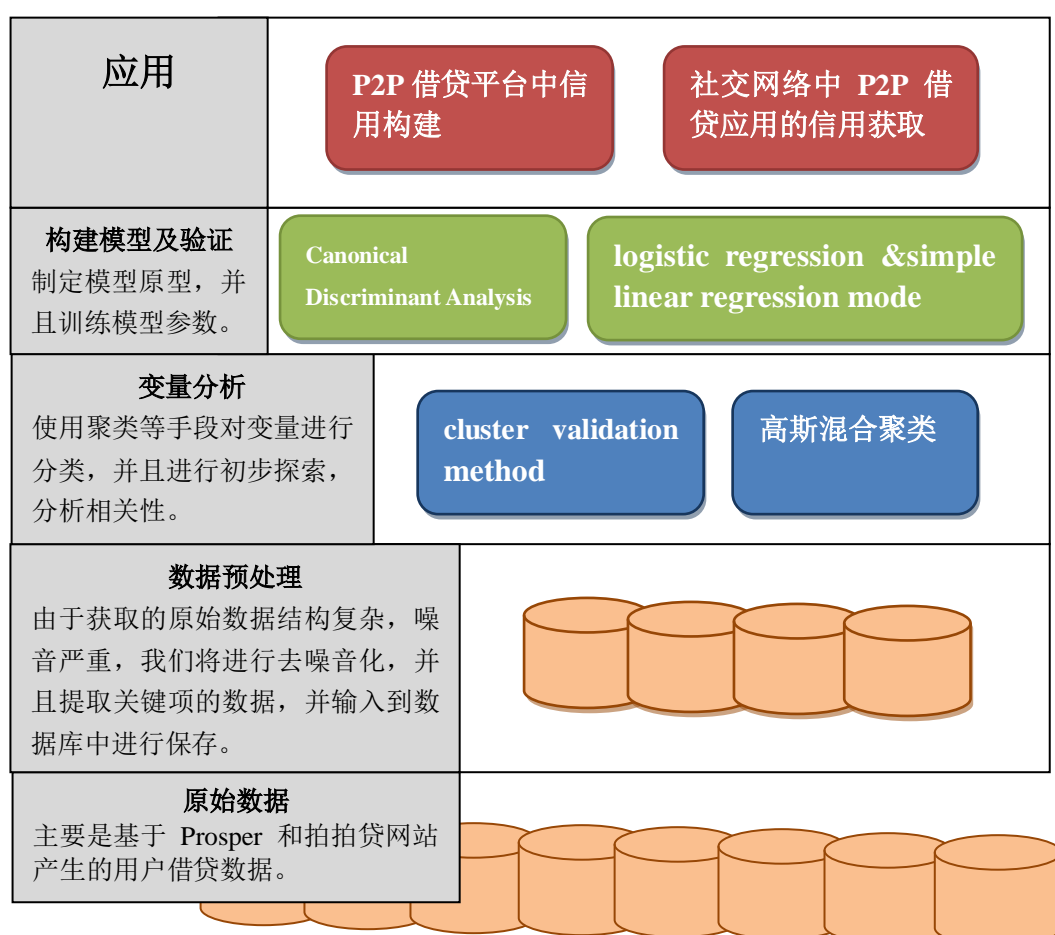 应用
P2P 借贷平台中信
用构建
社交网络中 P2P 借
贷应用的信用获取
构建模型及验证
制定模型原型，并
且训练模型参数。
Canonical
Discriminant Analysis
logistic regression &simple
linear regression mode
变量分析
使用聚类等手段对变量进行
分类，并且进行初步探索，
分析相关性。
cluster validation
method
高斯混合聚类
数据预处理
由于获取的原始数据结构复杂，噪
音严重，我们将进行去噪音化，并
且提取关键项的数据，并输入到数
据库中进行保存。
原始数据
主要是基于 Prosper 和拍拍贷网站
产生的用户借贷数据。